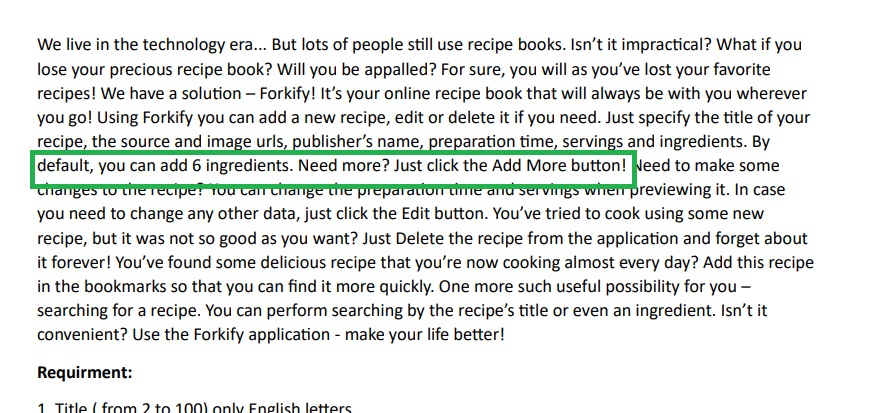 We live in the technology era... But lots of people still use recipe books. Isn’t it impractical? What if you
lose your precious recipe book? Will you be appalled? For sure, you will as you’ve lost your favorite
recipes! We have a solution – Forkify! It’s your online recipe book that will always be with you wherever
you go! Using Forkify you can add a new recipe, edit or delete it if you need. Just specify the title of your
recipe, the source and image urls, publisher’s name, preparation time, servings and ingredients. By
default, you can add 6 ingredients. Need more? Just click the Add More button! Need to make some
changes to the recipe? You can change the preparation time and servings when previewing it. In case
you need to change any other data, just click the Edit button. You’ve tried to cook using some new
recipe, but it was not so good as you want? Just Delete the recipe from the application and forget about
it forever! You’ve found some delicious recipe that you’re now cooking almost every day? Add this recipe
in the bookmarks so that you can find it more quickly. One more such useful possibility for you –
searching for a recipe. You can perform searching by the recipe’s title or even an ingredient. Isn’t it
convenient? Use the Forkify application - make your life better!
Requirment:
1. Title ( from 2 to 100) only English letters